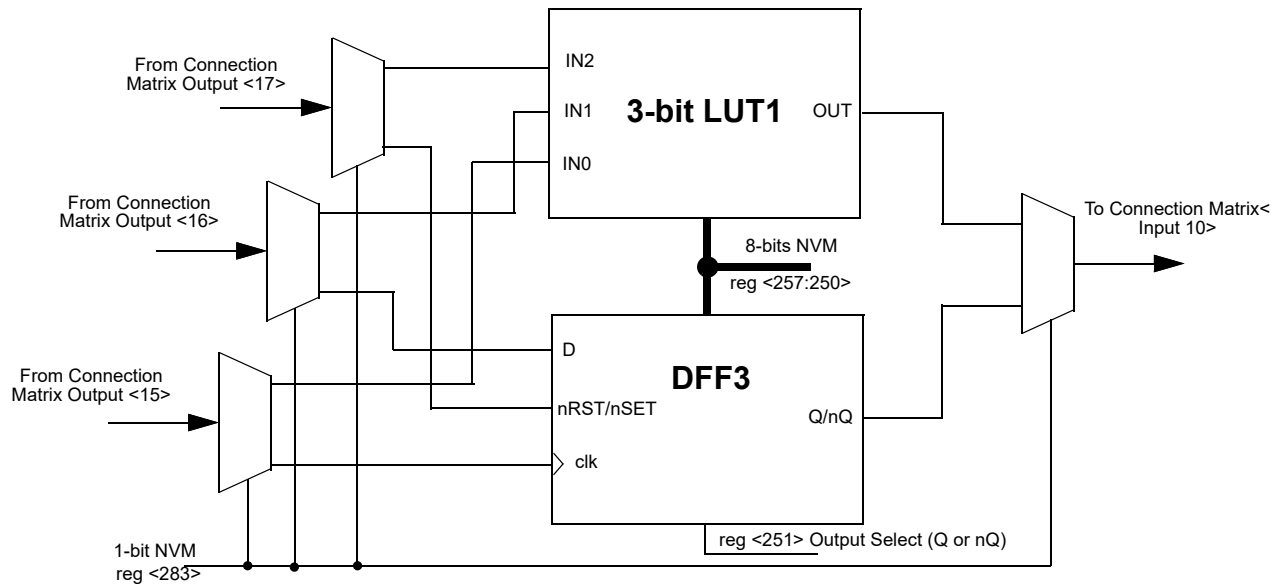 From Connection
Matrix Output <17>
IN2
IN1
IN0
3-bit LUT1
OUT
From Connection
Matrix Output <16>
To Connection Matrix<
Input 10>
8-bits NVM
reg <257:250>
From Connection
Matrix Output <15>
D
DFF3
nRST/nSET
Q/nQ
clk
reg <251> Output Select (Q or nQ)
1-bit NVM
reg <283>